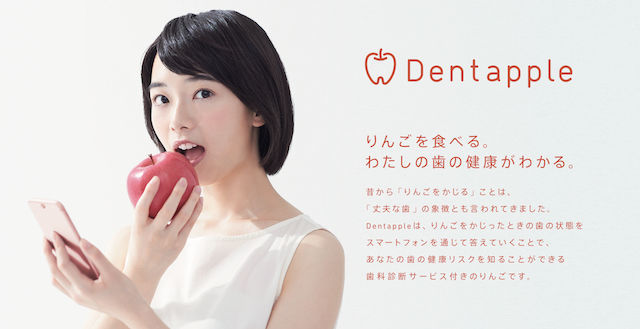 Dentapple
りんごを食べる。
わたしの歯の健康がわかる。
昔から「りんごをかじる」ことは、
「丈夫な歯」の象徴とも言われてきました。
Dentappleは、りんごをかじったときの歯の状態を
スマートフォンを通じて答えていくことで、
あなたの歯の健康リスクを知ることができる
歯科診断サービス付きのりんごです。